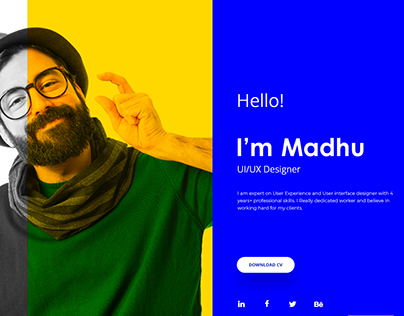 Hello!
I'm Madhu
UI/UX Designer
I am expert on User Experience and User interface designer with 4
years+ professional skills, I Really dedicated worker and believe in
working hard for my clients.
DOWNLOAD CV
in
f
Bē